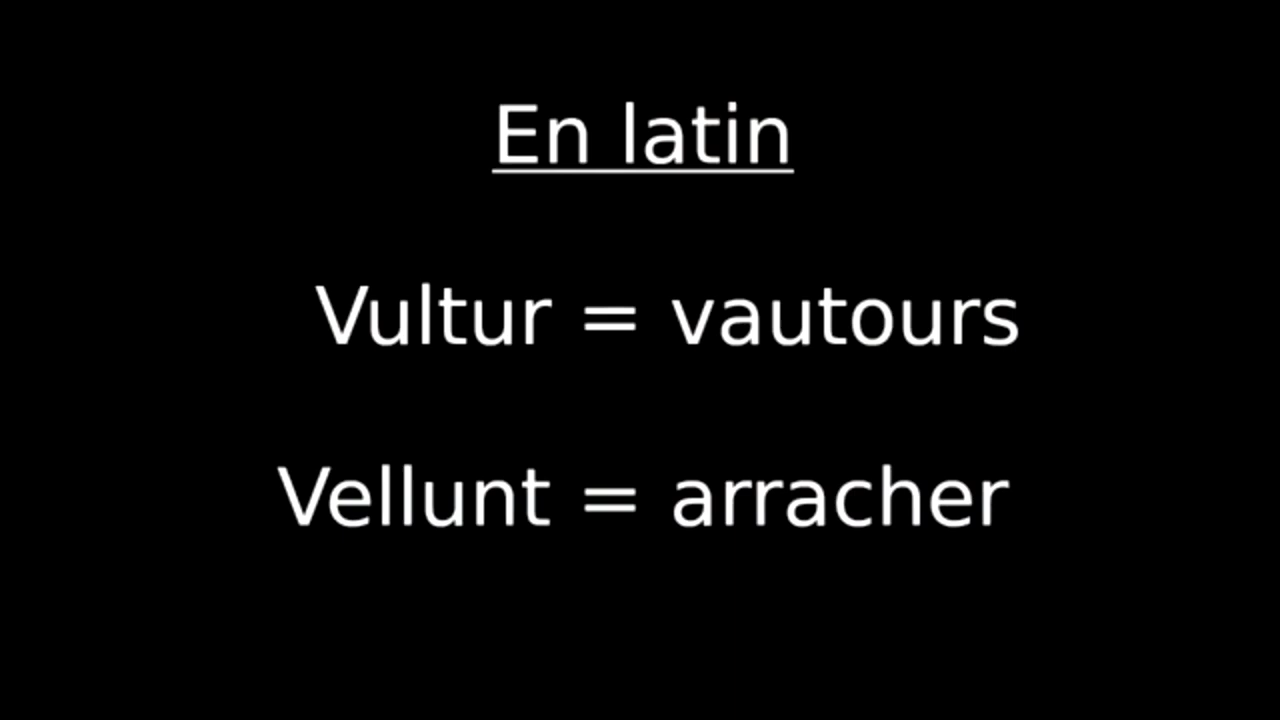 En latin
Vultur = vautours
Vellunt = arracher